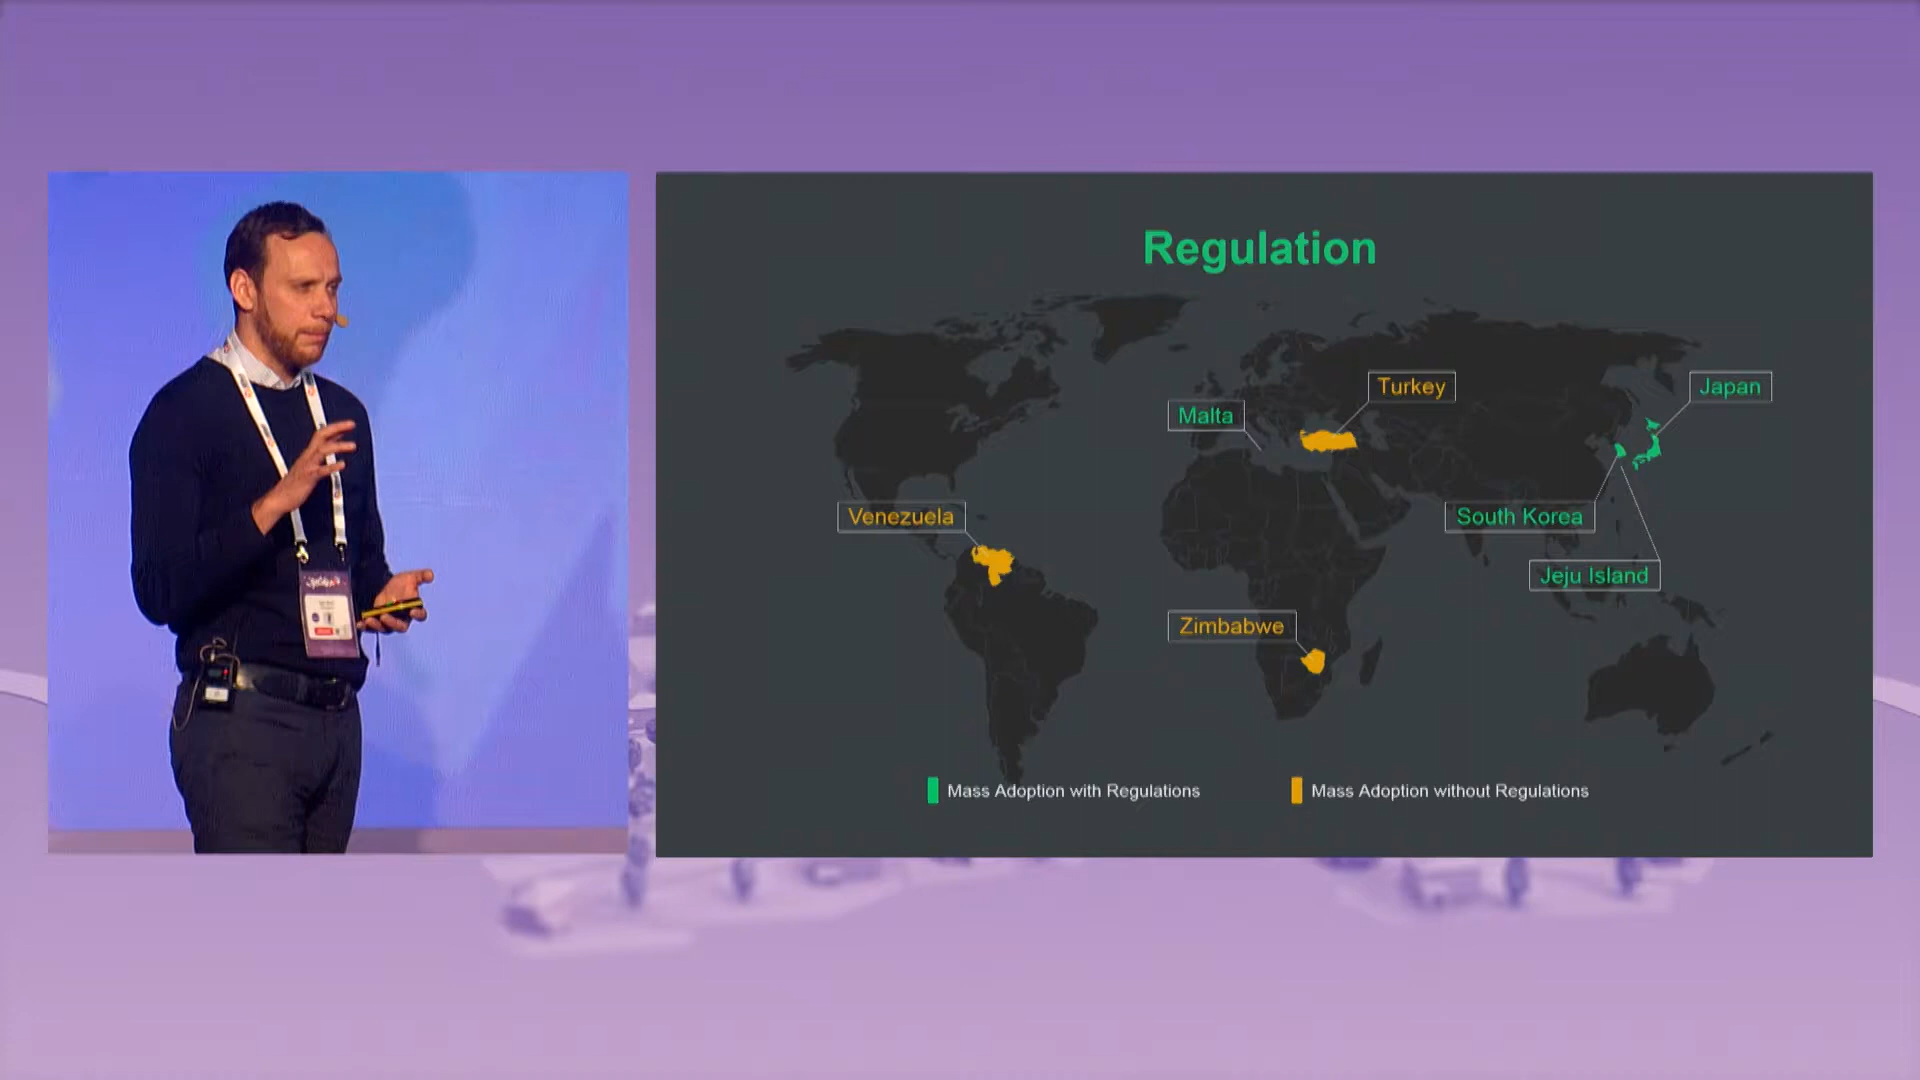 Regulation
Turkey
Japan
Malta
Venezuela
South Korea
Jeju Island
Zimbabwe
Mass Adoption with Regulations
Mass Adoption without Regulations